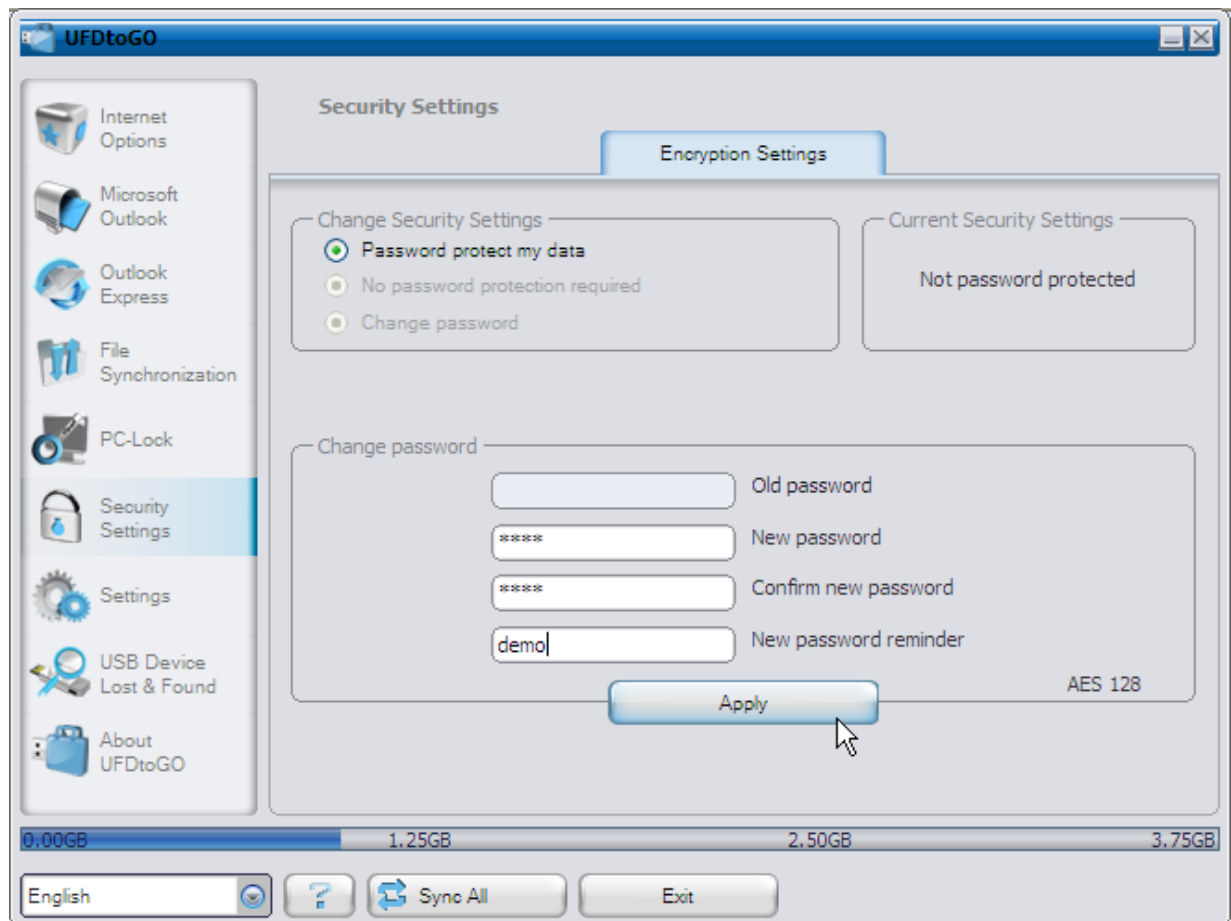 UFDtoGO
Internet
Options
Microsoft
Outlook
Outlook
Express
File
Synchronization
PC-Lock
Security
Settings
Settings
USB Device
Lost & Found
About
UFDtoGO
Security Settings
Encryption Settings
Change Security Settings
Password protect my data
No password protection required
Change password
Current Security Settings
Not password protected
Change password
Old password
**** New password
**** Confirm new password
demo New password reminder
AES 128
Apply
0.00GB 1.25GB 2.50GB 3.75GB
English ? Sync All Exit